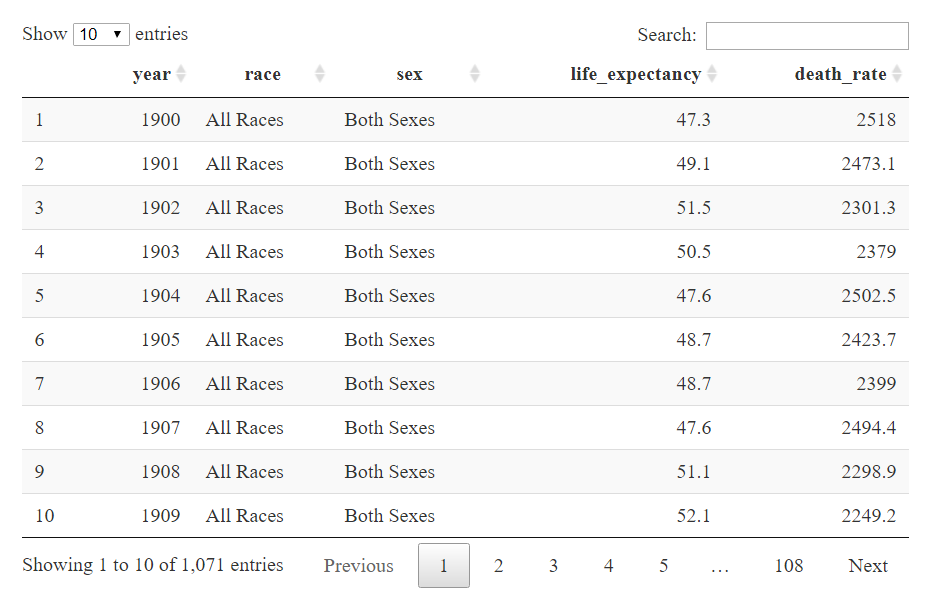 Show 10 entries Search:
year race sex life_expectancy death_rate
1 1900 All Races Both Sexes 47.3 2518
2 1901 All Races Both Sexes 49.1 2473.1
3 1902 All Races Both Sexes 51.5 2301.3
4 1903 All Races Both Sexes 50.5 2379
5 1904 All Races Both Sexes 47.6 2502.5
6 1905 All Races Both Sexes 48.7 2423.7
7 1906 All Races Both Sexes 48.7 2399
8 1907 All Races Both Sexes 47.6 2494.4
9 1908 All Races Both Sexes 51.1 2298.9
10 1909 All Races Both Sexes 52.1 2249.2
Showing 1 to 10 of 1,071 entries Previous 1 2 3 4 5 … 108 Next